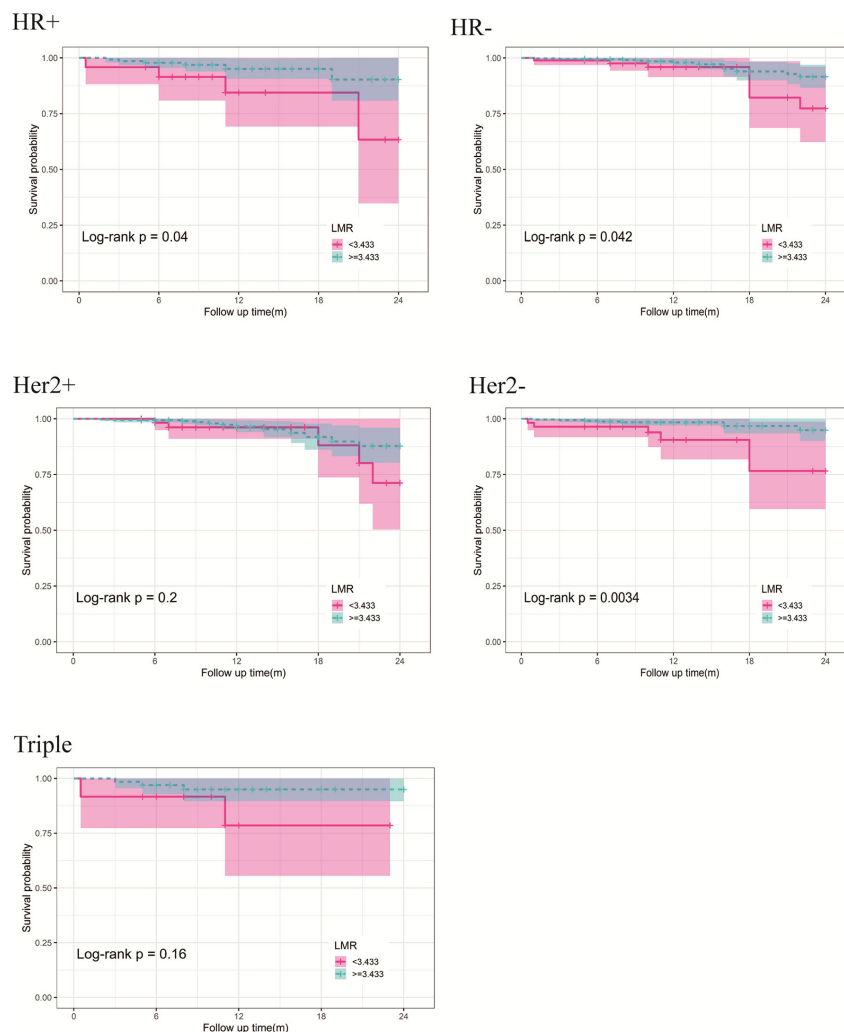 HR+
1.00
0.75
0.50
0.25
0.00
Survival probability
Log-rank p = 0.04
LMR
<3.433
>=3.433
0 6 12 18 24
Follow up time(m)
HR-
1.00
0.75
0.50
0.25
0.00
Survival probability
Log-rank p = 0.042
LMR
<3.433
>=3.433
0 6 12 18 24
Follow up time(m)
Her2+
1.00
0.75
0.50
0.25
0.00
Survival probability
Log-rank p = 0.2
LMR
<3.433
>=3.433
0 6 12 18 24
Follow up time(m)
Her2-
1.00
0.75
0.50
0.25
0.00
Survival probability
Log-rank p = 0.0034
LMR
<3.433
>=3.433
0 6 12 18 24
Follow up time(m)
Triple
1.00
0.75
0.50
0.25
0.00
Survival probability
Log-rank p = 0.16
LMR
<3.433
>=3.433
0 6 12 18 24
Follow up time(m)